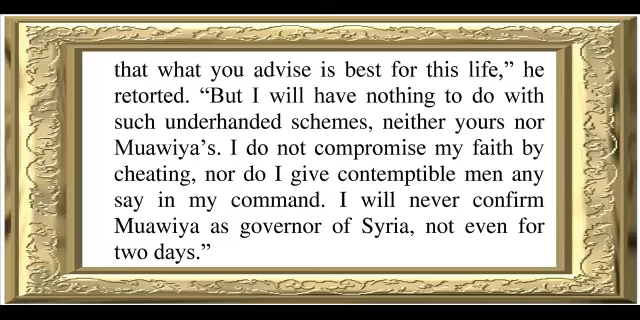 that what you advise is best for this life,” he
retorted. “But I will have nothing to do with
such underhanded schemes, neither yours nor
Muawiya’s. I do not compromise my faith by
cheating, nor do I give contemptible men any
say in my command. I will never confirm
Muawiya as governor of Syria, not even for
two days.”